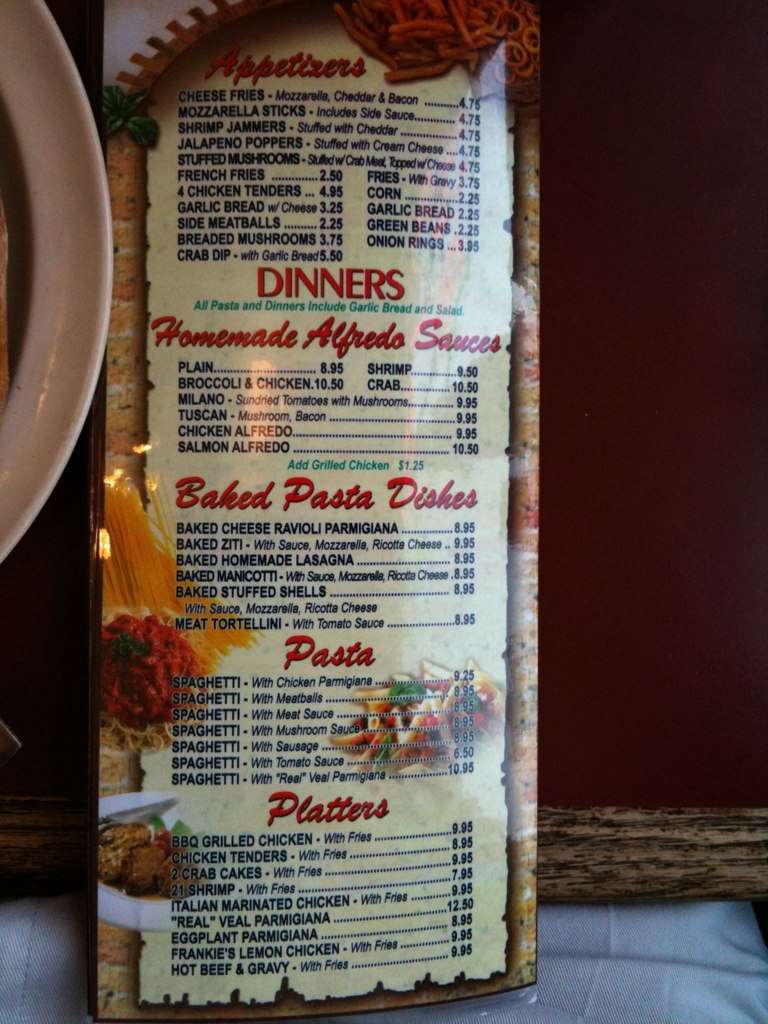 Appetizers
CHEESE FRIES - Mozzarella, Cheddar & Bacon ..........4.75
MOZZARELLA STICKS - Includes Side Sauce............ 4.75
SHRIMP JAMMERS - Stuffed with Cheddar ................. 4.75
JALAPENO POPPERS - Stuffed with Cream Cheese ....4.75
STUFFED MUSHROOMS - Stuffed w/ Crab Meat, Topped w/ Cheese 4.75
FRENCH FRIES .............. 2.50 FRIES - With Gravy 3.75
4 CHICKEN TENDERS ... 4.95 CORN ......................2.25
GARLIC BREAD w/ Cheese 3.25 GARLIC BREAD 2.25
SIDE MEATBALLS .......... 2.25 GREEN BEANS .2.25
BREADED MUSHROOMS 3.75 ONION RINGS ...3.95
CRAB DIP - with Garlic Bread 5.50
DINNERS
All Pasta and Dinners Include Garlic Bread and Salad.
Homemade Alfredo Sauces
PLAIN.............................. 8.95 SHRIMP.............9.50
BROCCOLI & CHICKEN.10.50 CRAB................10.50
MILANO - Sundried Tomatoes with Mushrooms.............. 9.95
TUSCAN - Mushroom, Bacon ...................................... 9.95
CHICKEN ALFREDO................................................ 9.95
SALMON ALFREDO ................................................ 10.50
Add Grilled Chicken $1.25
Baked Pasta Dishes
BAKED CHEESE RAVIOLI PARMIGIANA ................8.95
BAKED ZITI - With Sauce, Mozzarella, Ricotta Cheese .. 9.95
BAKED HOMEMADE LASAGNA ............................. 8.95
BAKED MANICOTTI - With Sauce, Mozzarella, Ricotta Cheese . 8.95
BAKED STUFFED SHELLS ..................................... 8.95
With Sauce, Mozzarella, Ricotta Cheese
MEAT TORTELLINI - With Tomato Sauce ....................8.95
Pasta
SPAGHETTI - With Chicken Parmigiana ........................ 9.25
SPAGHETTI - With Meatballs ........................................ 8.95
SPAGHETTI - With Meat Sauce .................................... 8.95
SPAGHETTI - With Mushroom Sauce ............................ 8.95
SPAGHETTI - With Sausage ......................................... 8.95
SPAGHETTI - With Tomato Sauce ................................ 6.50
SPAGHETTI - With "Real" Veal Parmigiana .................. 10.95
Platters
BBQ GRILLED CHICKEN - With Fries ........................ 9.95
CHICKEN TENDERS - With Fries ............................... 8.95
2 CRAB CAKES - With Fries ...................................... 9.95
21 SHRIMP - With Fries ............................................ 7.95
ITALIAN MARINATED CHICKEN - With Fries ............. 9.95
"REAL" VEAL PARMIGIANA ..................................... 12.50
EGGPLANT PARMIGIANA ........................................ 8.95
FRANKIE'S LEMON CHICKEN - With Fries ................ 9.95
HOT BEEF & GRAVY - With Fries ............................. 9.95